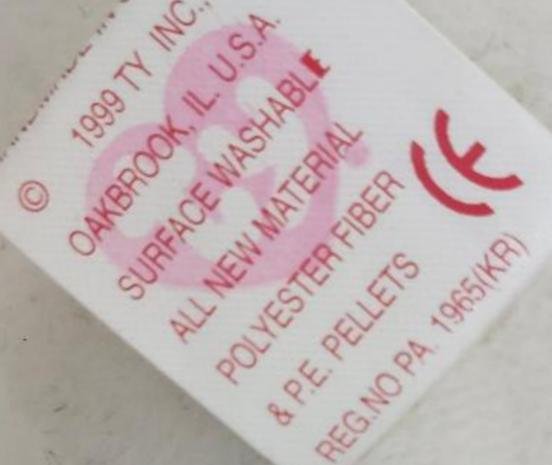 © 1999 TY INC.,
OAKBROOK, IL. U.S.A.
SURFACE WASHABLE
ALL NEW MATERIAL
POLYESTER FIBER
& P.E. PELLETS
REG.NO PA. 1965(KR)
CE